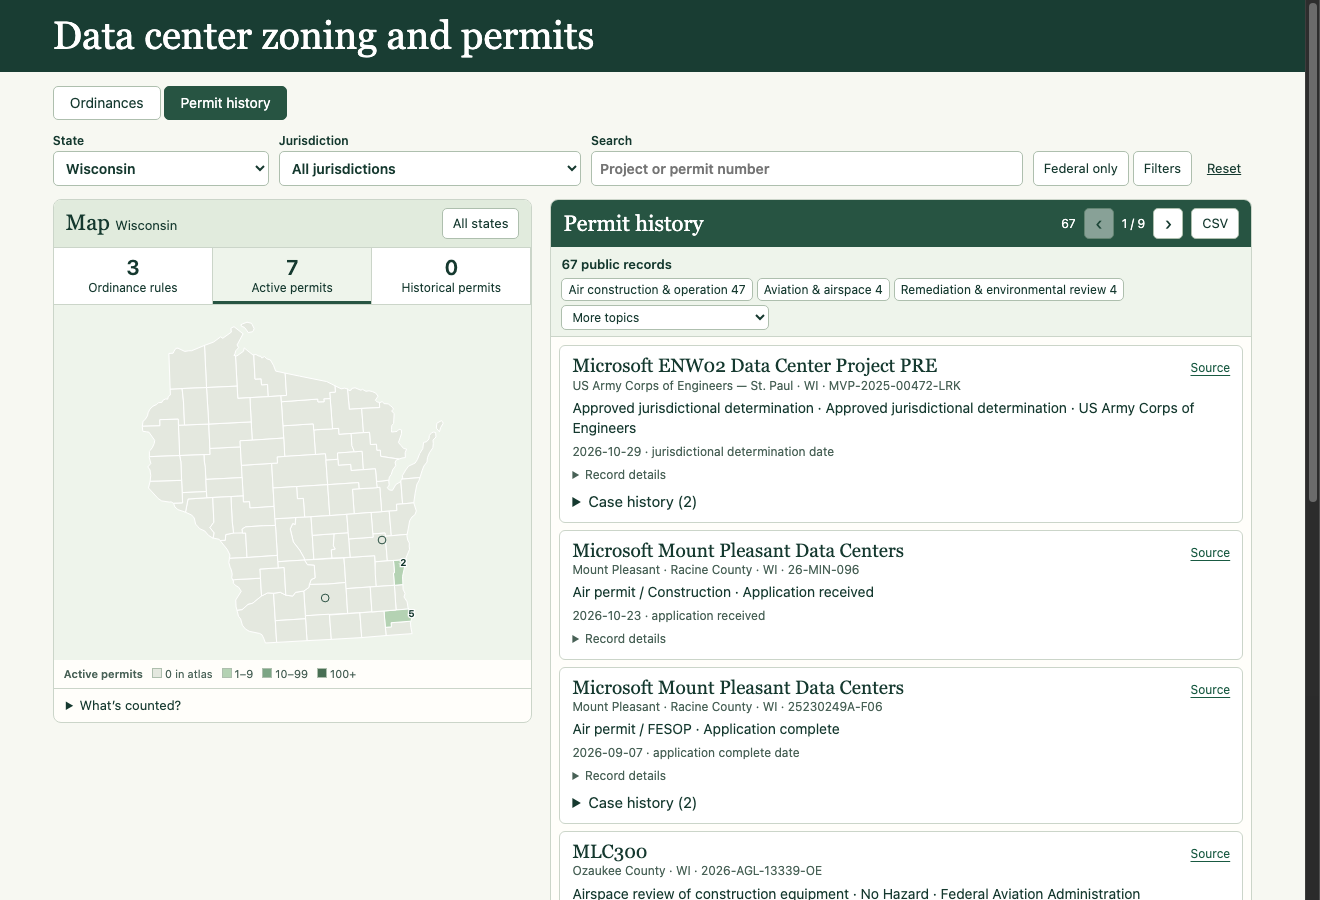 Data center zoning and permits
Ordinances
Permit history
State
Jurisdiction
Search
Wisconsin
All jurisdictions
Project or permit number
Federal only
Filters
Reset
Map Wisconsin
All states
3
Ordinance rules
7
Active permits
0
Historical permits
2
5
Active permits 0 in atlas 1–9 10–99 100+
What's counted?
Permit history
67 ‹ 1 / 9 › CSV
67 public records
Air construction & operation 47
Aviation & airspace 4
Remediation & environmental review 4
More topics
Microsoft ENW02 Data Center Project PRE
Source
US Army Corps of Engineers — St. Paul · WI · MVP-2025-00472-LRK
Approved jurisdictional determination · Approved jurisdictional determination · US Army Corps of
Engineers
2026-10-29 · jurisdictional determination date
Record details
Case history (2)
Microsoft Mount Pleasant Data Centers
Source
Mount Pleasant · Racine County · WI · 26-MIN-096
Air permit / Construction · Application received
2026-10-23 · application received
Record details
Microsoft Mount Pleasant Data Centers
Source
Mount Pleasant · Racine County · WI · 25230249A-F06
Air permit / FESOP · Application complete
2026-09-07 · application complete date
Record details
Case history (2)
MLC300
Source
Ozaukee County · WI · 2026-AGL-13339-OE
Airspace review of construction equipment · No Hazard · Federal Aviation Administration